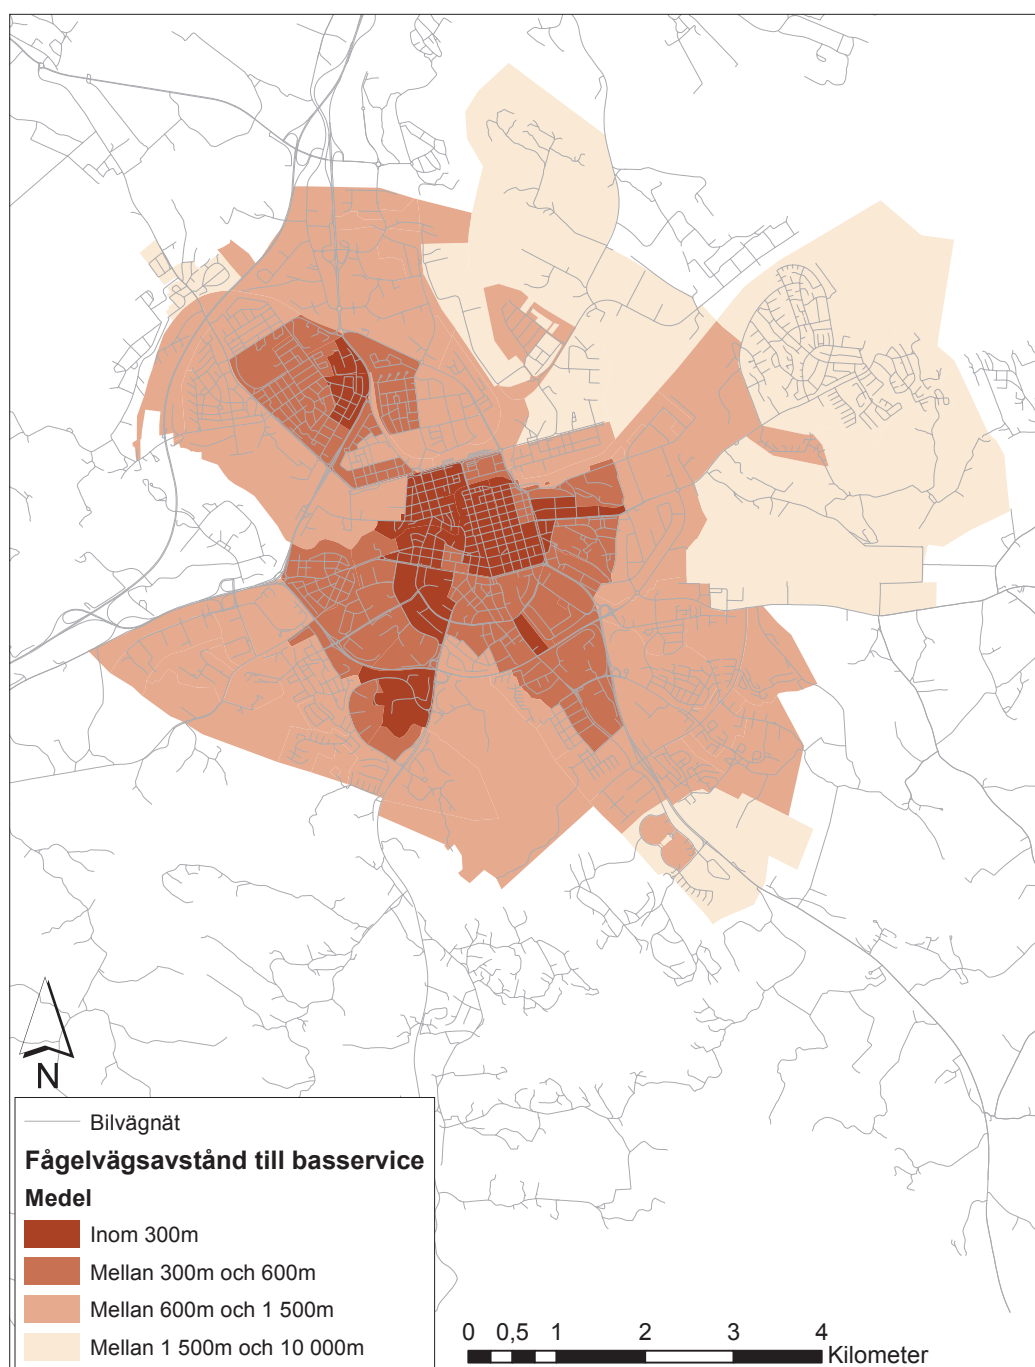 N
Bilvägnät
Fågelvägsavstånd till basservice
Medel
Inom 300m
Mellan 300m och 600m
Mellan 600m och 1 500m
Mellan 1 500m och 10 000m
0 0,5 1 2 3 4
Kilometer